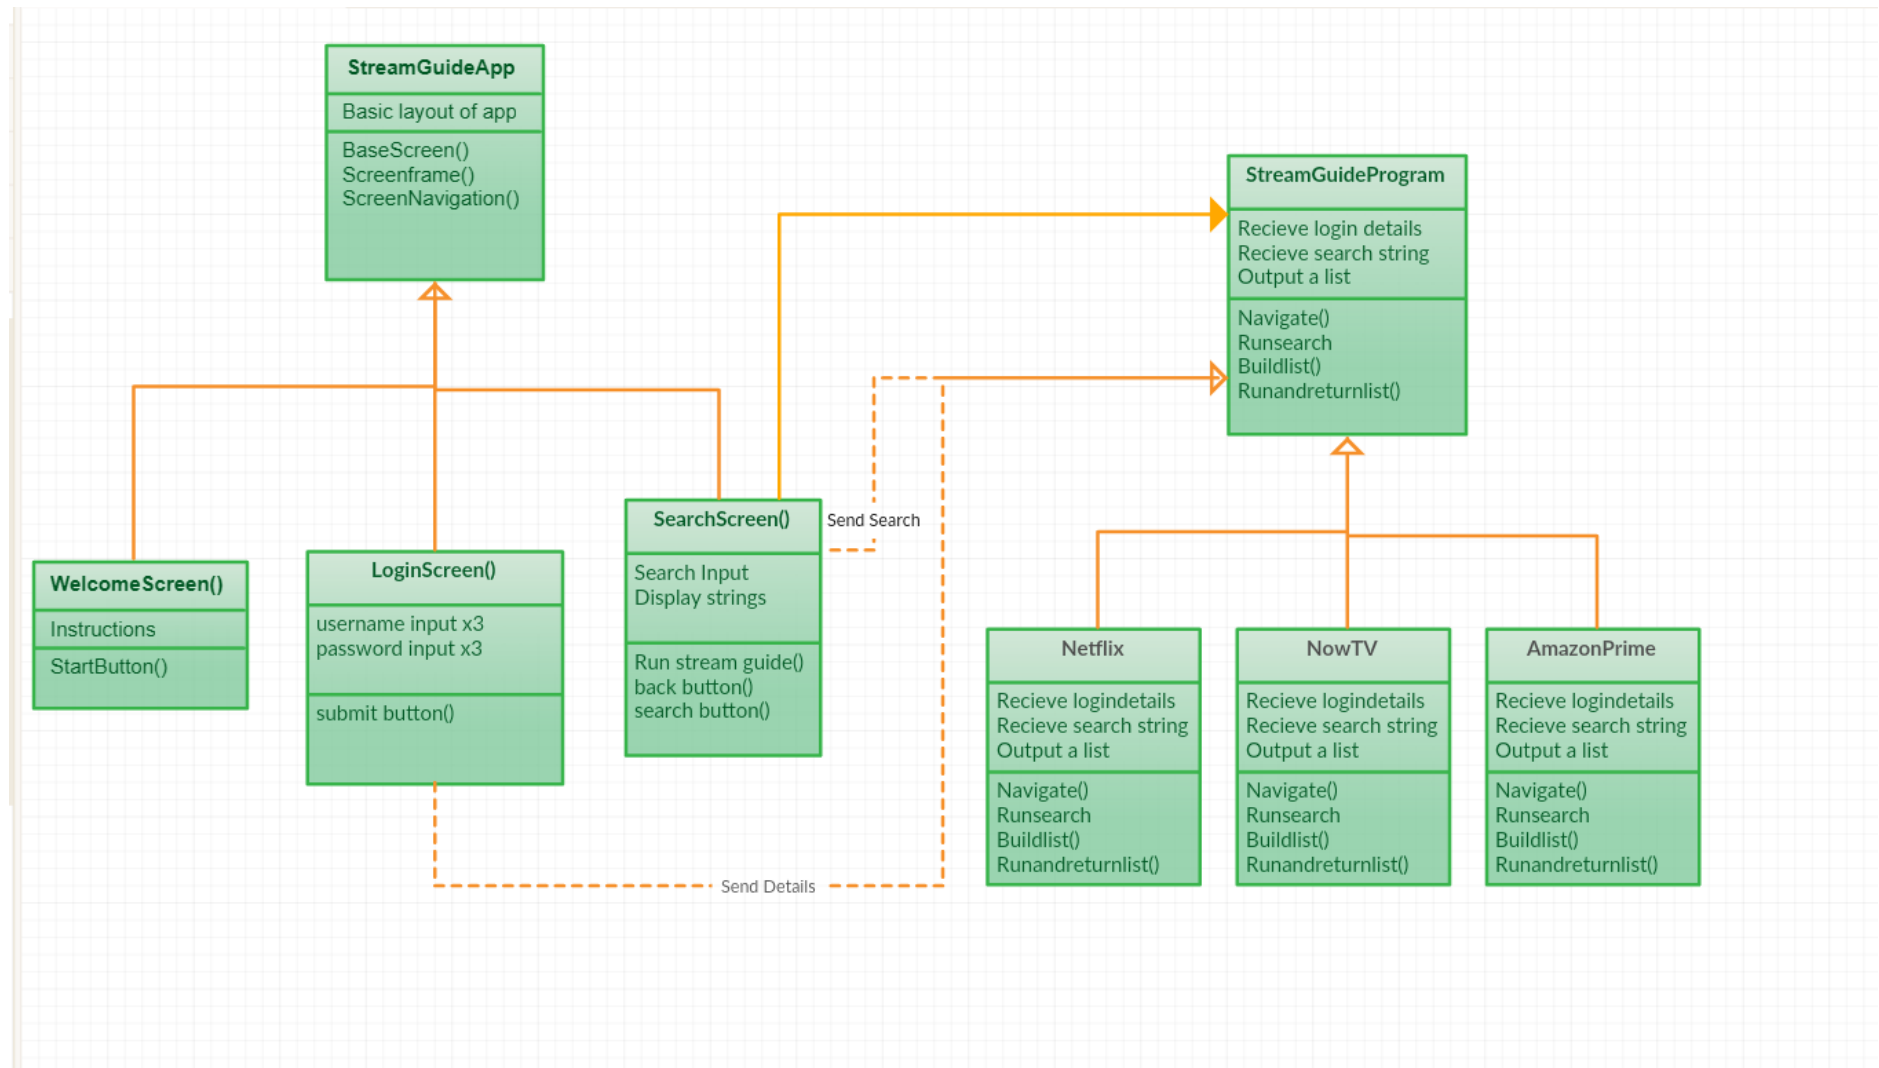 StreamGuideApp
Basic layout of app
BaseScreen()
Screenframe()
ScreenNavigation()
StreamGuideProgram
Recieve login details
Recieve search string
Output a list
Navigate()
Runsearch
Buildlist()
Runandreturnlist()
WelcomeScreen()
Instructions
StartButton()
LoginScreen()
username input x3
password input x3
submit button()
SearchScreen()
Search Input
Display strings
Run stream guide()
back button()
search button()
Send Search
Send Details
Netflix
Recieve logindetails
Recieve search string
Output a list
Navigate()
Runsearch
Buildlist()
Runandreturnlist()
NowTV
Recieve logindetails
Recieve search string
Output a list
Navigate()
Runsearch
Buildlist()
Runandreturnlist()
AmazonPrime
Recieve logindetails
Recieve search string
Output a list
Navigate()
Runsearch
Buildlist()
Runandreturnlist()